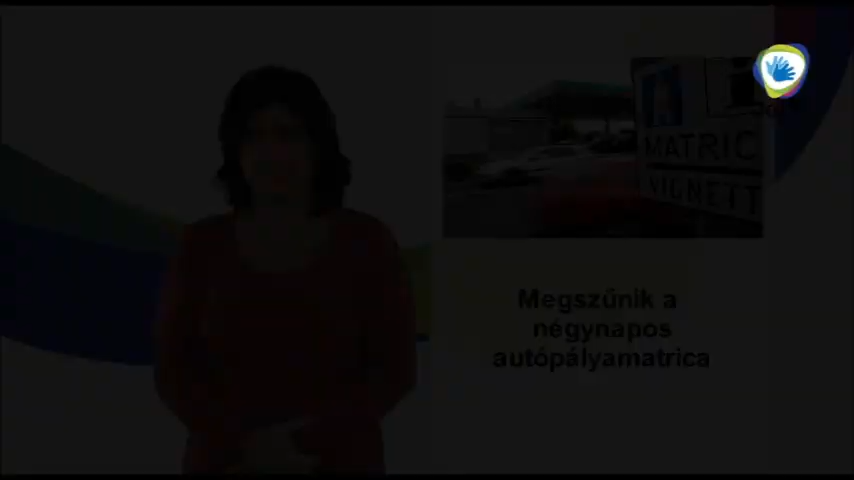 MATRIC
VIGNETT
Megszűnik a
négynapos
autópályamatrica